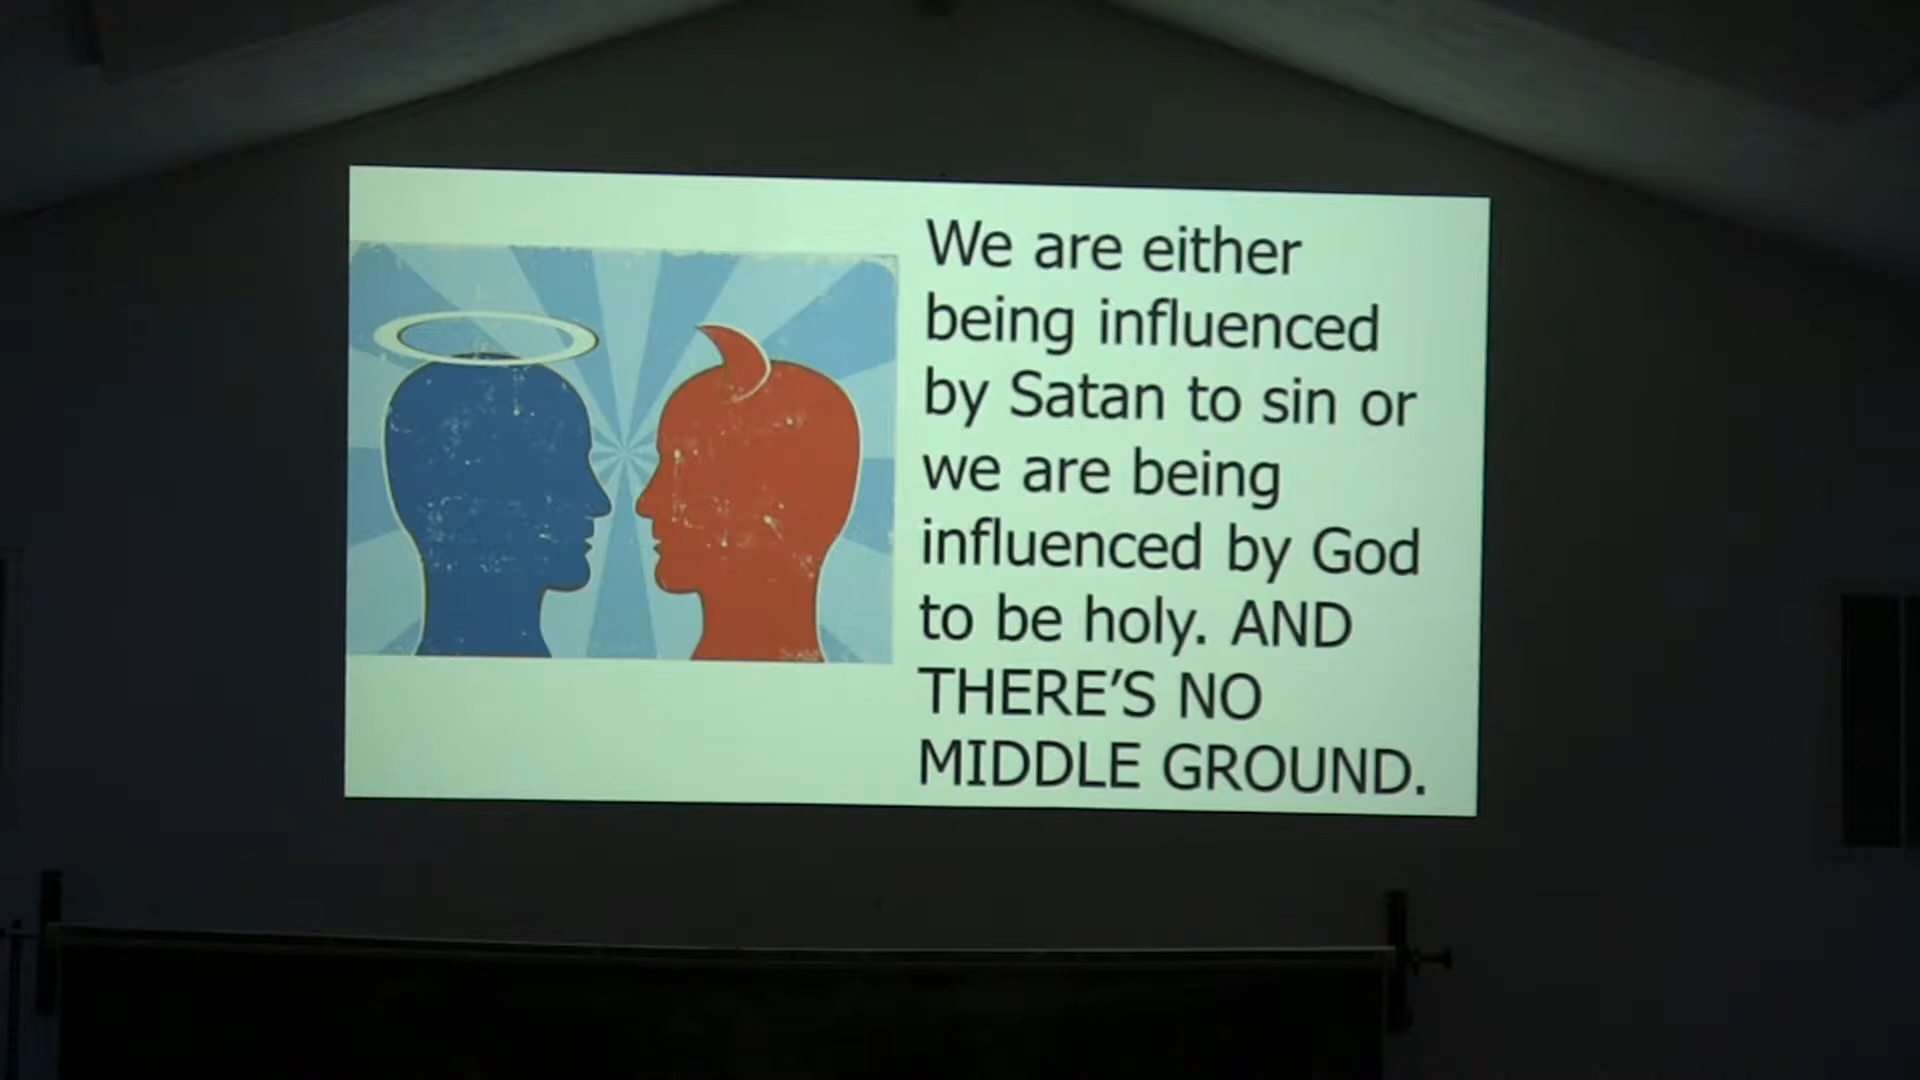 We are either
being influenced
by Satan to sin or
we are being
influenced by God
to be holy. AND
THERE'S NO
MIDDLE GROUND.